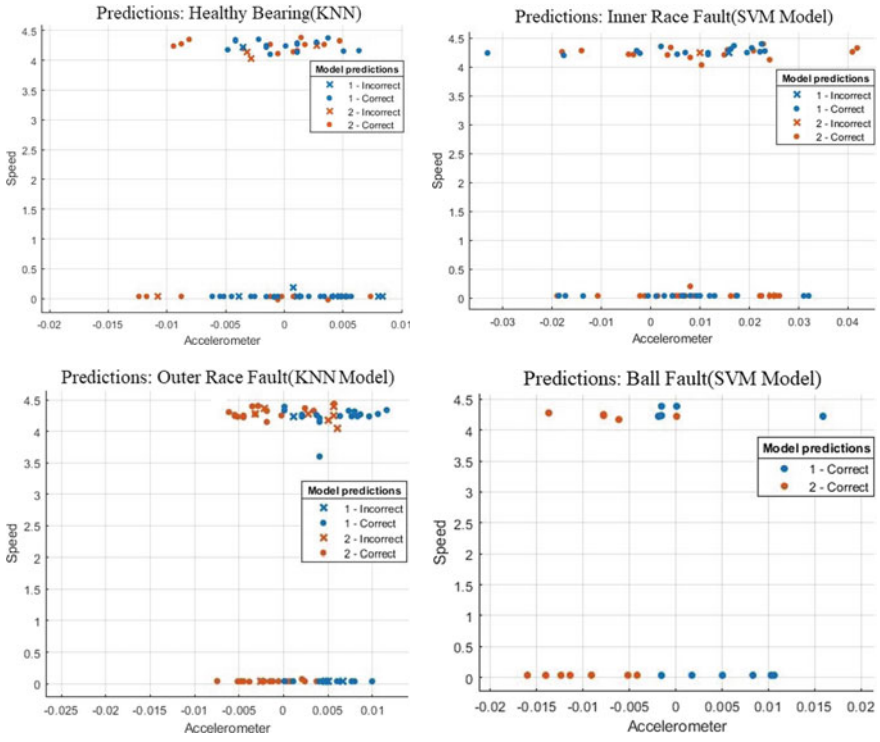 Predictions: Healthy Bearing(KNN)
4.5
4
3.5
3
2.5
2
1.5
1
0.5
0
Speed
Model predictions
1 - Incorrect
1 - Correct
2 - Incorrect
2 - Correct
-0.02 -0.015 -0.01 -0.005 0 0.005 0.01
Accelerometer
Predictions: Inner Race Fault(SVM Model)
4.5
4
3.5
3
2.5
2
1.5
1
0.5
0
Speed
Model predictions
1 - Incorrect
1 - Correct
2 - Incorrect
2 - Correct
-0.03 -0.02 -0.01 0 0.01 0.02 0.03 0.04
Accelerometer
Predictions: Outer Race Fault(KNN Model)
4.5
4
3.5
3
2.5
2
1.5
1
0.5
0
Speed
Model predictions
1 - Incorrect
1 - Correct
2 - Incorrect
2 - Correct
-0.025 -0.02 -0.015 -0.01 -0.005 0 0.005 0.01
Accelerometer
Predictions: Ball Fault(SVM Model)
4.5
4
3.5
3
2.5
2
1.5
1
0.5
0
Speed
Model predictions
1 - Correct
2 - Correct
-0.02 -0.015 -0.01 -0.005 0 0.005 0.01 0.015 0.02
Accelerometer